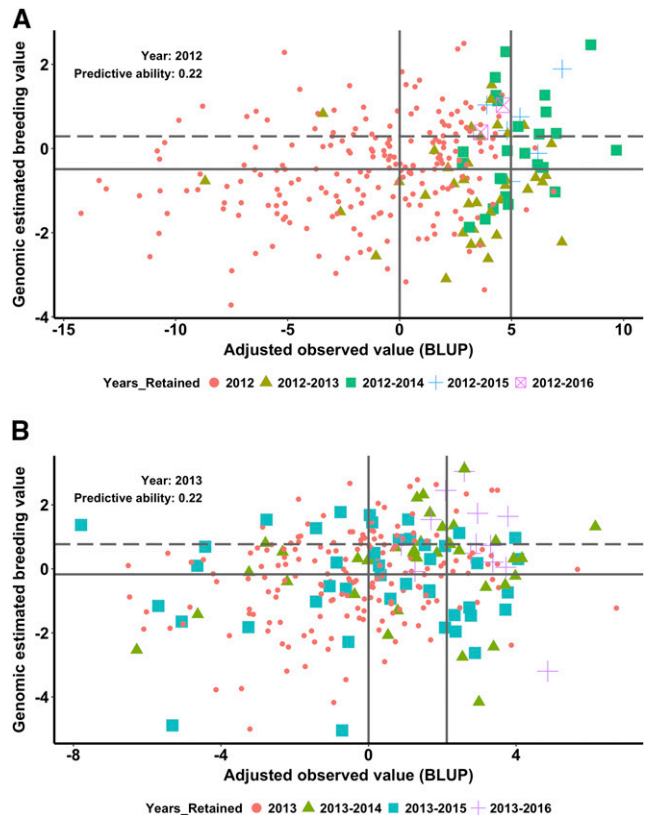 A
Year: 2012
Predictive ability: 0.22
Genomic estimated breeding value
2
0
-2
-4
-15 -10 -5 0 5 10
Adjusted observed value (BLUP)
Years_Retained 2012 2012-2013 2012-2014 2012-2015 2012-2016
B
Year: 2013
Predictive ability: 0.22
Genomic estimated breeding value
2
0
-2
-4
-8 -4 0 4
Adjusted observed value (BLUP)
Years_Retained 2013 2013-2014 2013-2015 2013-2016